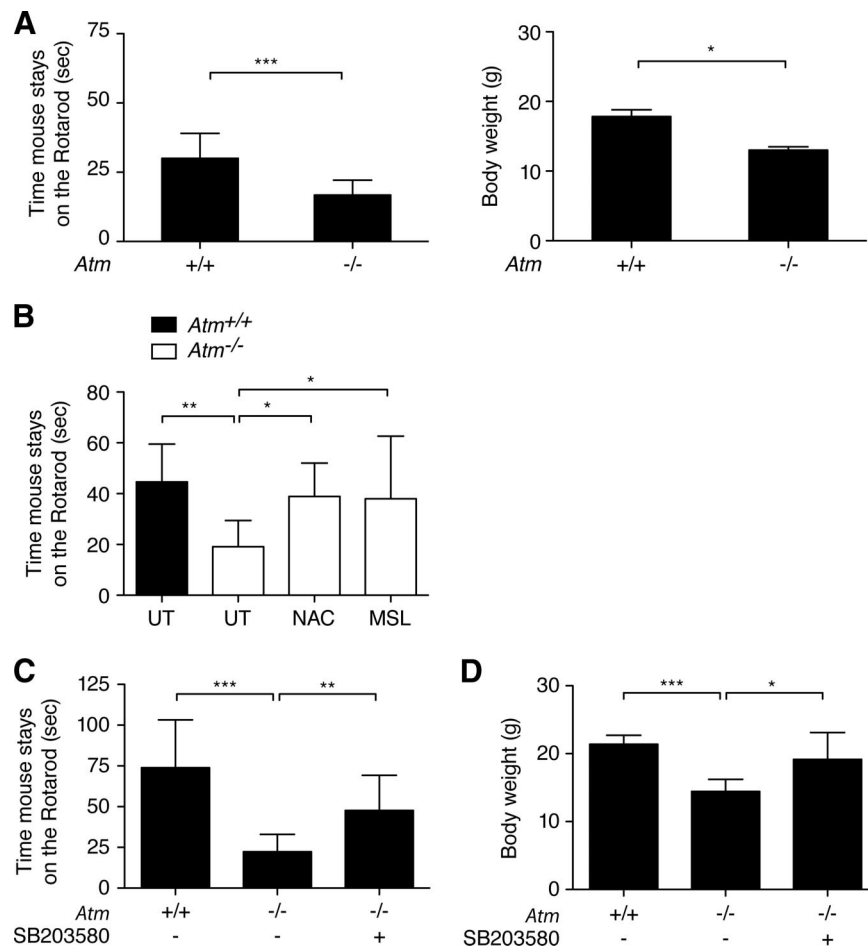 A
Time mouse stays
on the Rotarod (sec)
75
50
25
0
***
Atm
+/+
-/-
Body weight (g)
30
20
10
0
*
Atm
+/+
-/-
B
Atm+/+
Atm-/-
Time mouse stays
on the Rotarod (sec)
80
60
40
20
0
**
*
*
UT
UT
NAC
MSL
C
Time mouse stays
on the Rotarod (sec)
125
100
75
50
25
0
***
**
Atm +/+ -/- -/-
SB203580 - - +
D
Body weight (g)
30
20
10
0
***
*
Atm +/+ -/- -/-
SB203580 - - +